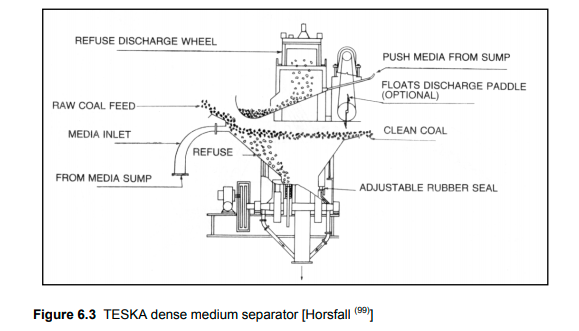 REFUSE DISCHARGE WHEEL
PUSH MEDIA FROM SUMP
FLOATS DISCHARGE PADDLE
(OPTIONAL)
RAW COAL FEED
MEDIA INLET
CLEAN COAL
REFUSE
FROM MEDIA SUMP
ADJUSTABLE RUBBER SEAL
Figure 6.3 TESKA dense medium separator [Horsfall (99)]